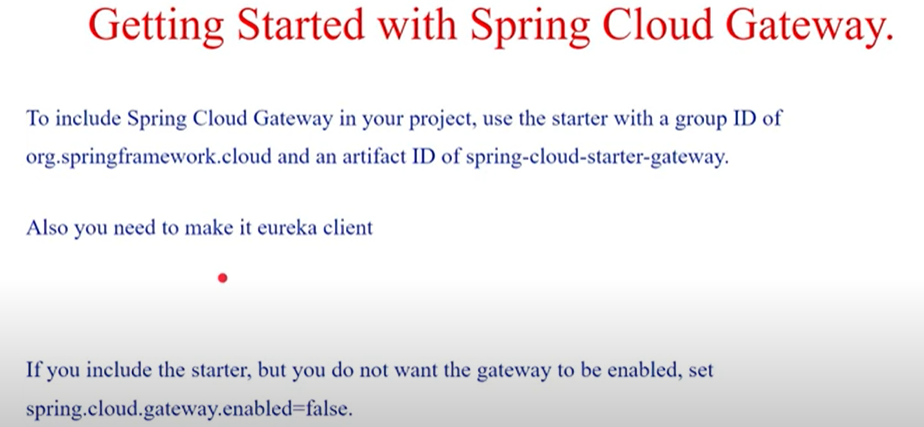 Getting Started with Spring Cloud Gateway.
To include Spring Cloud Gateway in your project, use the starter with a group ID of
org.springframework.cloud and an artifact ID of spring-cloud-starter-gateway.
Also you need to make it eureka client
If you include the starter, but you do not want the gateway to be enabled, set
spring.cloud.gateway.enabled=false.